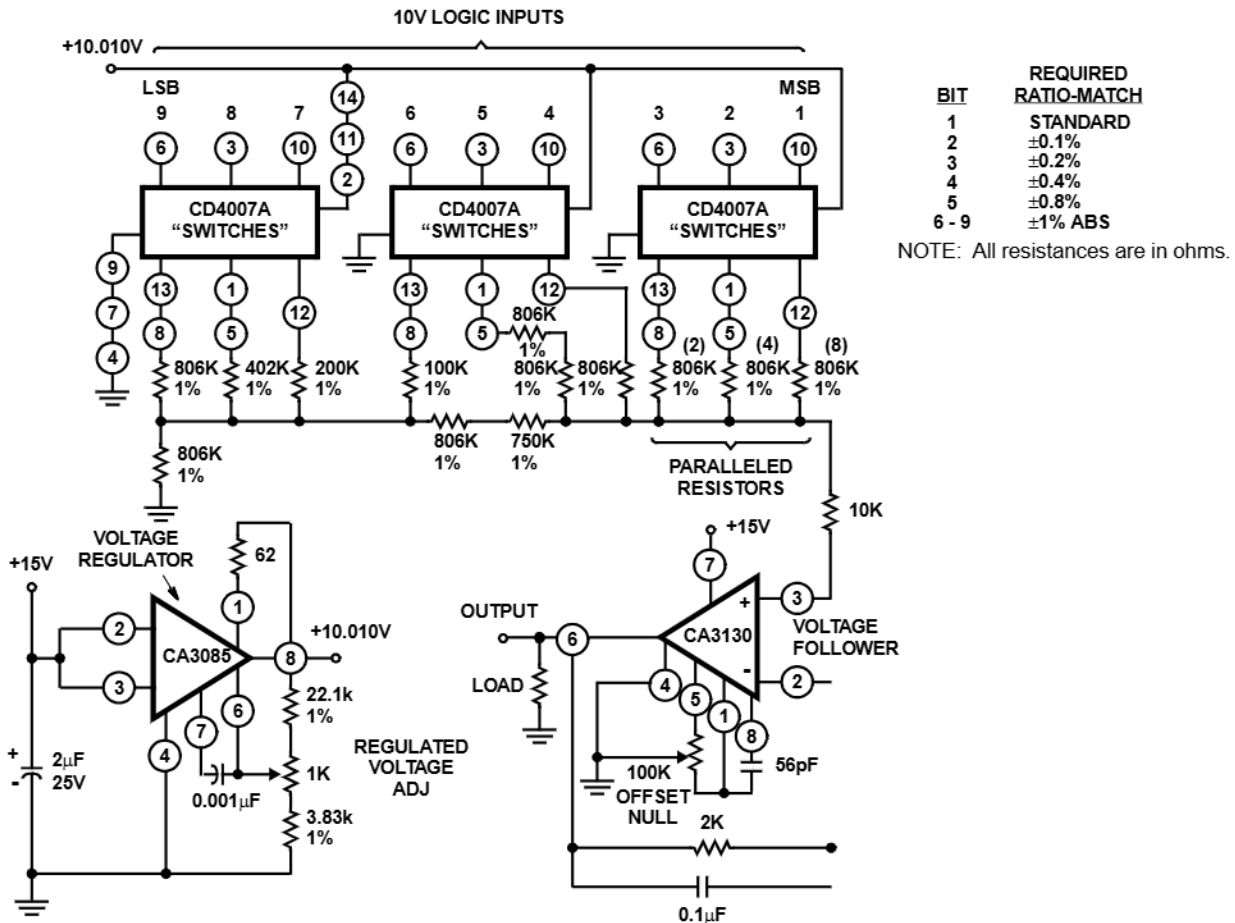 10V LOGIC INPUTS
+10.010V
LSB
MSB
9 8 7 6 5 4 3 2 1
14
11
2
6 3 10
6 3 10
6 3 10
CD4007A
"SWITCHES"
CD4007A
"SWITCHES"
CD4007A
"SWITCHES"
9
7
4
13 1 12
8 5
13 1 12
8 5
13 1 12
8 5
806K
1%
402K
1%
200K
1%
100K
1%
806K
1%
806K
1%
806K
1%
(2)
806K
1%
(4)
806K
1%
(8)
806K
1%
806K
1%
750K
1%
806K
1%
PARALLELED
RESISTORS
10K
REQUIRED
BIT RATIO-MATCH
1 STANDARD
2 ±0.1%
3 ±0.2%
4 ±0.4%
5 ±0.8%
6 - 9 ±1% ABS
NOTE: All resistances are in ohms.
VOLTAGE
REGULATOR
+15V
62
1
2
3
CA3085
8
+10.010V
6
7
4
22.1k
1%
1K
3.83k
1%
0.001μF
+
-
2μF
25V
REGULATED
VOLTAGE
ADJ
+15V
7
OUTPUT
6
LOAD
CA3130
+
-
3
VOLTAGE
FOLLOWER
2
4
5
1
8
100K
OFFSET
NULL
56pF
2K
0.1μF